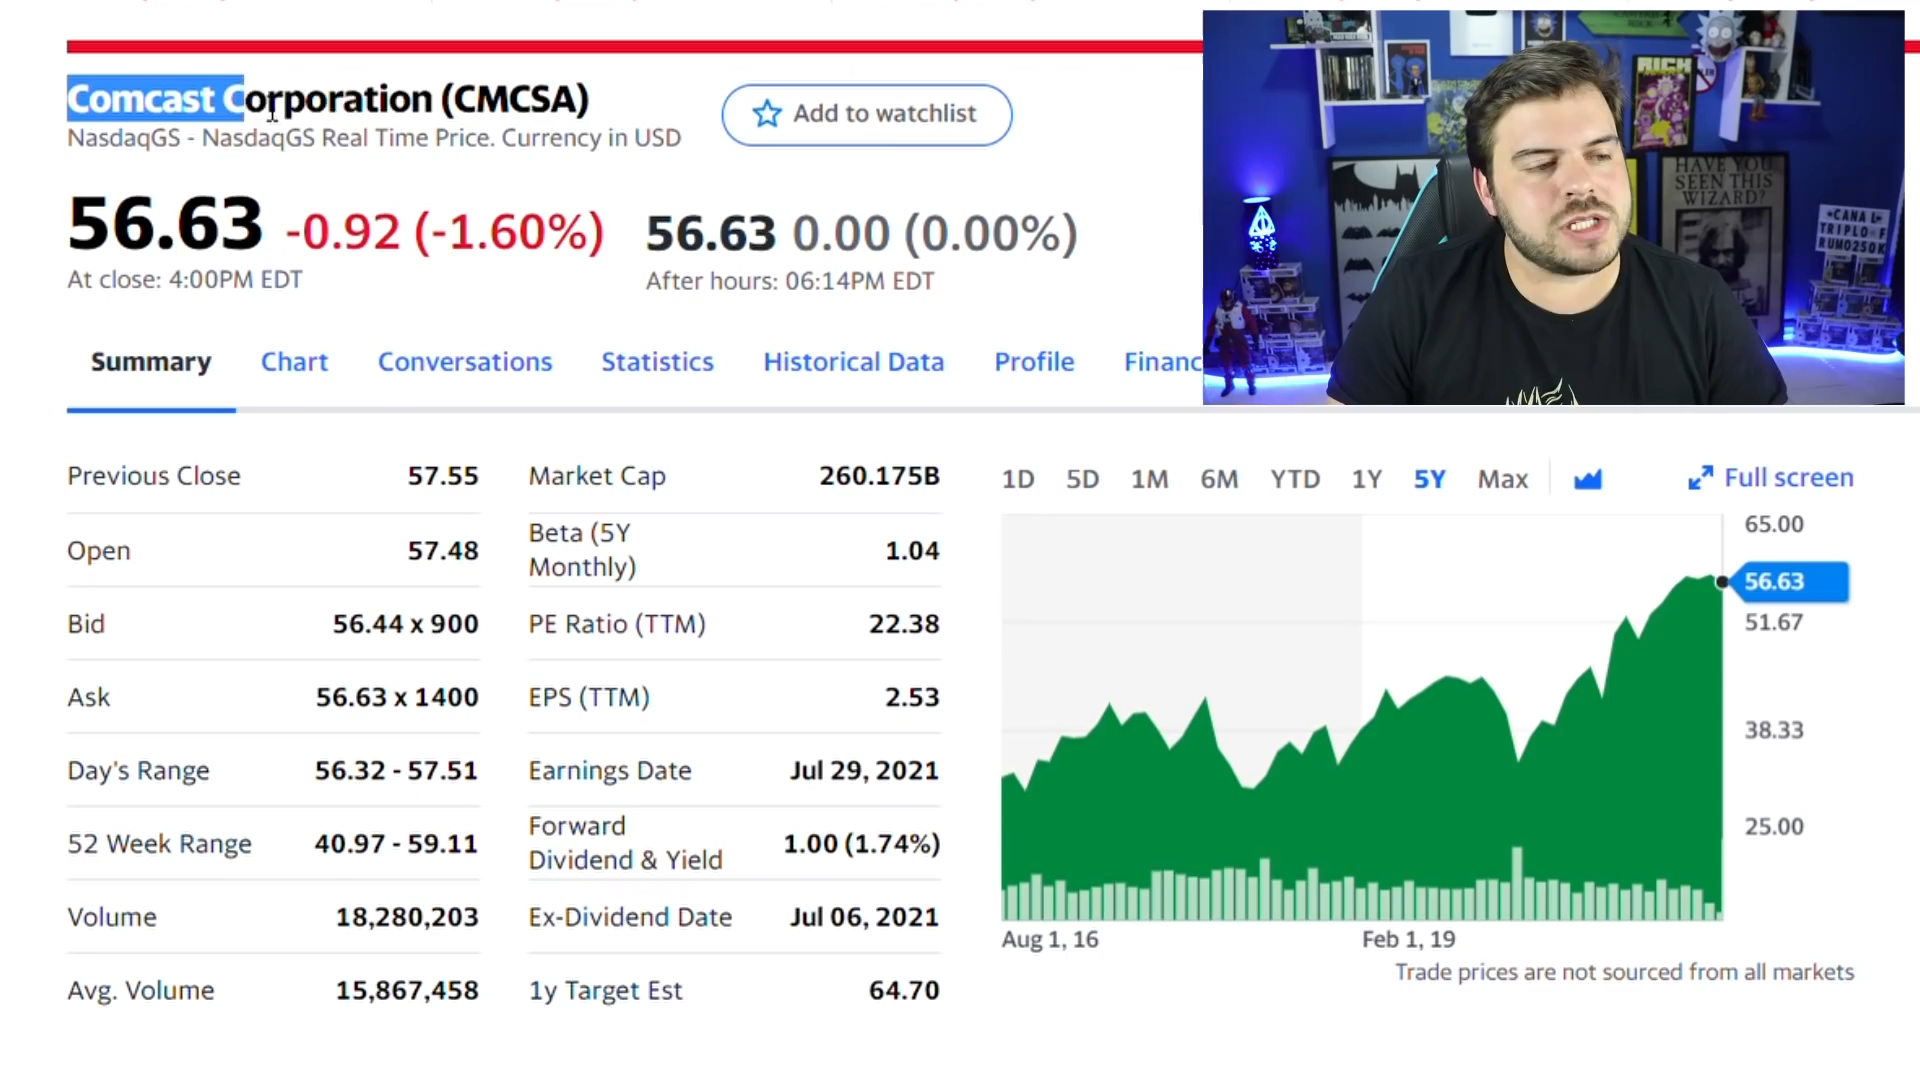 Comcast Corporation (CMCSA)
NasdaqGS - NasdaqGS Real Time Price. Currency in USD
Add to watchlist
56.63 -0.92 (-1.60%)
At close: 4:00PM EDT
56.63 0.00 (0.00%)
After hours: 06:14PM EDT
Summary Chart Conversations Statistics Historical Data Profile Financ
Previous Close 57.55
Open 57.48
Bid 56.44 x 900
Ask 56.63 x 1400
Day's Range 56.32 - 57.51
52 Week Range 40.97 - 59.11
Volume 18,280,203
Avg. Volume 15,867,458
Market Cap 260.175B
Beta (5Y
Monthly) 1.04
PE Ratio (TTM) 22.38
EPS (TTM) 2.53
Earnings Date Jul 29, 2021
Forward
Dividend & Yield 1.00 (1.74%)
Ex-Dividend Date Jul 06, 2021
1y Target Est 64.70
1D 5D 1M 6M YTD 1Y 5Y Max Full screen
65.00
56.63
51.67
38.33
25.00
Aug 1, 16 Feb 1, 19
Trade prices are not sourced from all markets
HAVE YOU
SEEN THIS
WIZARD?
CANAL
TRIPLO F
RUMO250K